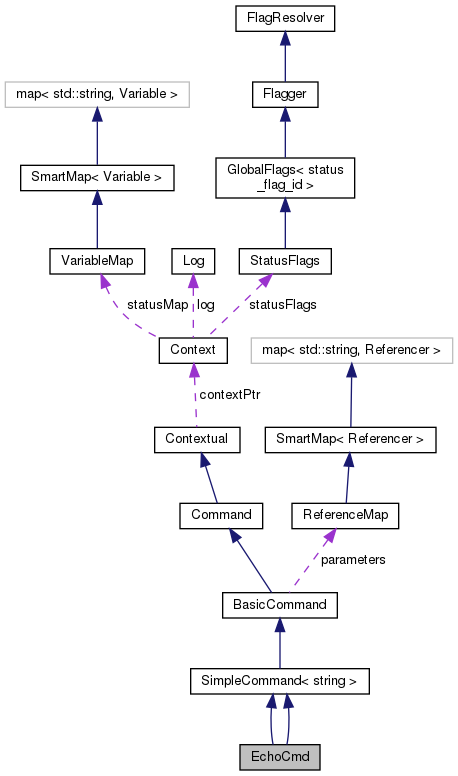 FlagResolver
map< std::string, Variable >
Flagger
SmartMap< Variable >
GlobalFlags< status
_flag_id >
VariableMap
Log
StatusFlags
statusMap
log
statusFlags
Context
map< std::string, Referencer >
contextPtr
Contextual
SmartMap< Referencer >
Command
ReferenceMap
parameters
BasicCommand
SimpleCommand< string >
EchoCmd